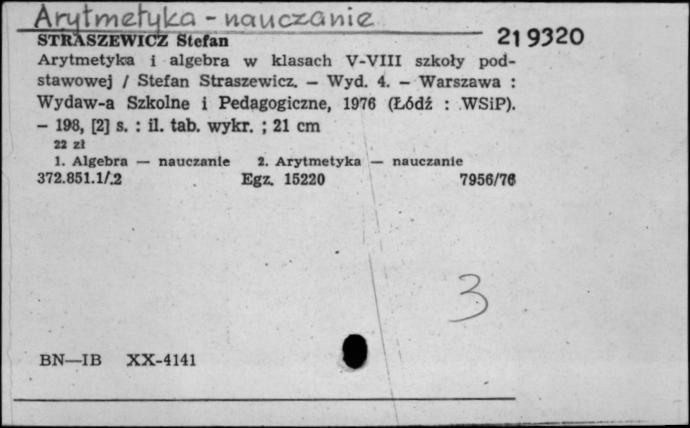 Arytmetyka - nauczanie
STRASZEWICZ Stefan 219320
Arytmetyka i algebra w klasach V-VIII szkoły pod-
stawowej / Stefan Straszewicz. — Wyd. 4. — Warszawa :
Wydaw-a Szkolne i Pedagogiczne, 1976 (Łódź : WSiP).
— 198, [2] s. : il. tab. wykr. ; 21 cm
22 zł
1. Algebra — nauczanie 2. Arytmetyka — nauczanie
372.851.1/.2 Egz. 15220 7956/76
3
BN—IB XX-4141